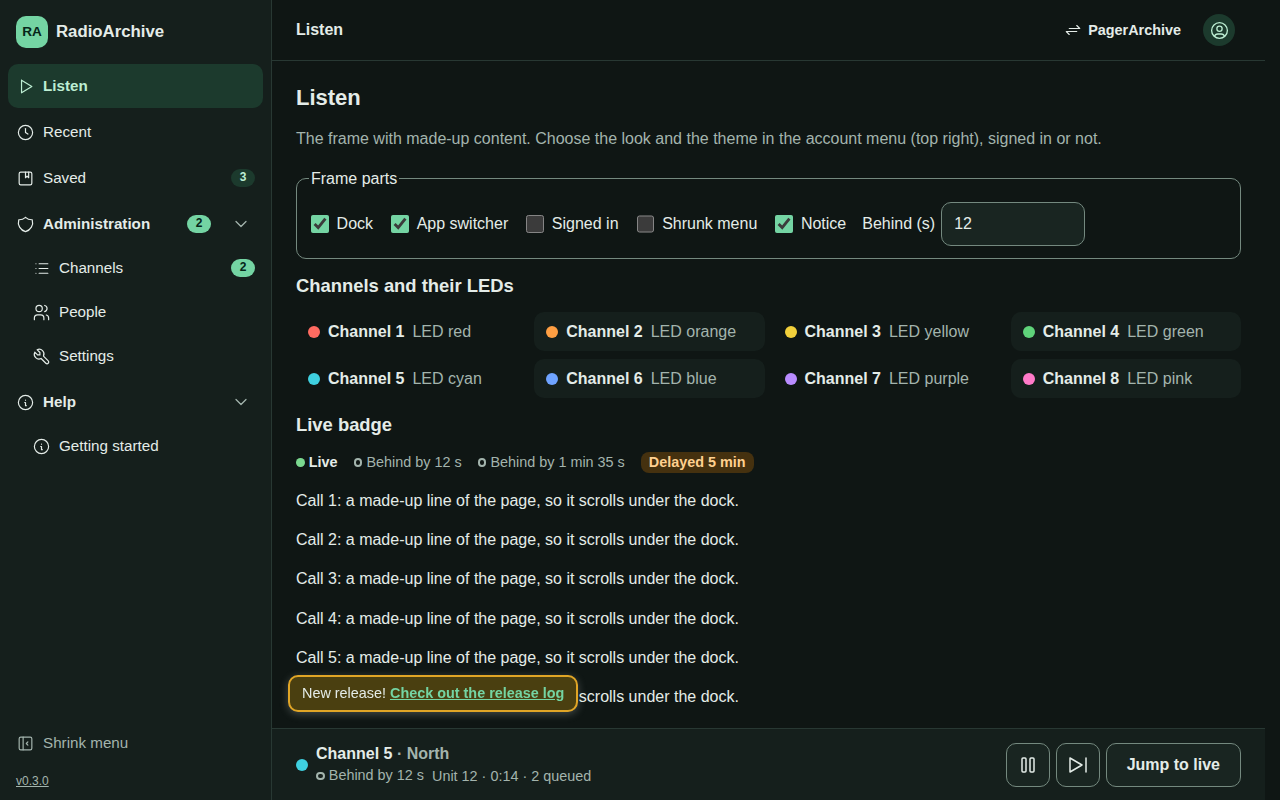 RA RadioArchive
Listen
Recent
Saved 3
Administration 2
Channels 2
People
Settings
Help
Getting started
Shrink menu
v0.3.0
Listen
PagerArchive
Listen
The frame with made-up content. Choose the look and the theme in the account menu (top right), signed in or not.
Frame parts
Dock App switcher Signed in Shrunk menu Notice Behind (s) 12
Channels and their LEDs
Channel 1 LED red
Channel 2 LED orange
Channel 3 LED yellow
Channel 4 LED green
Channel 5 LED cyan
Channel 6 LED blue
Channel 7 LED purple
Channel 8 LED pink
Live badge
Live Behind by 12 s Behind by 1 min 35 s Delayed 5 min
Call 1: a made-up line of the page, so it scrolls under the dock.
Call 2: a made-up line of the page, so it scrolls under the dock.
Call 3: a made-up line of the page, so it scrolls under the dock.
Call 4: a made-up line of the page, so it scrolls under the dock.
Call 5: a made-up line of the page, so it scrolls under the dock.
New release! Check out the release log
scrolls under the dock.
Channel 5 · North
Behind by 12 s Unit 12 · 0:14 · 2 queued
Jump to live